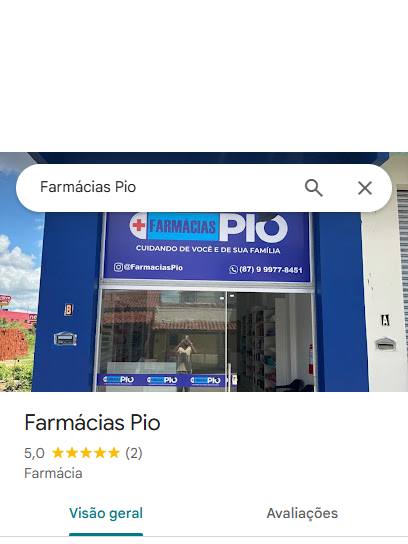 Farmácias Pio
FARMÁCIAS PIO
CUIDANDO DE VOCÊ E DE SUA FAMÍLIA
@FarmaciasPio
(87) 9 9977-8451
B
A
PIO PIO PIO
Farmácias Pio
5,0 (2)
Farmácia
Visão geral
Avaliações